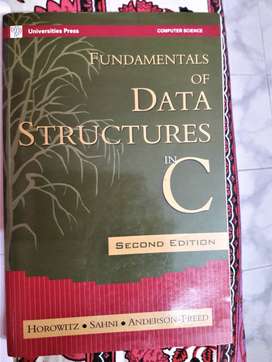 Universities Press
COMPUTER SCIENCE
FUNDAMENTALS
OF
DATA
STRUCTURES
IN
C
SECOND EDITION
HOROWITZ • SAHNI • ANDERSON-FREED